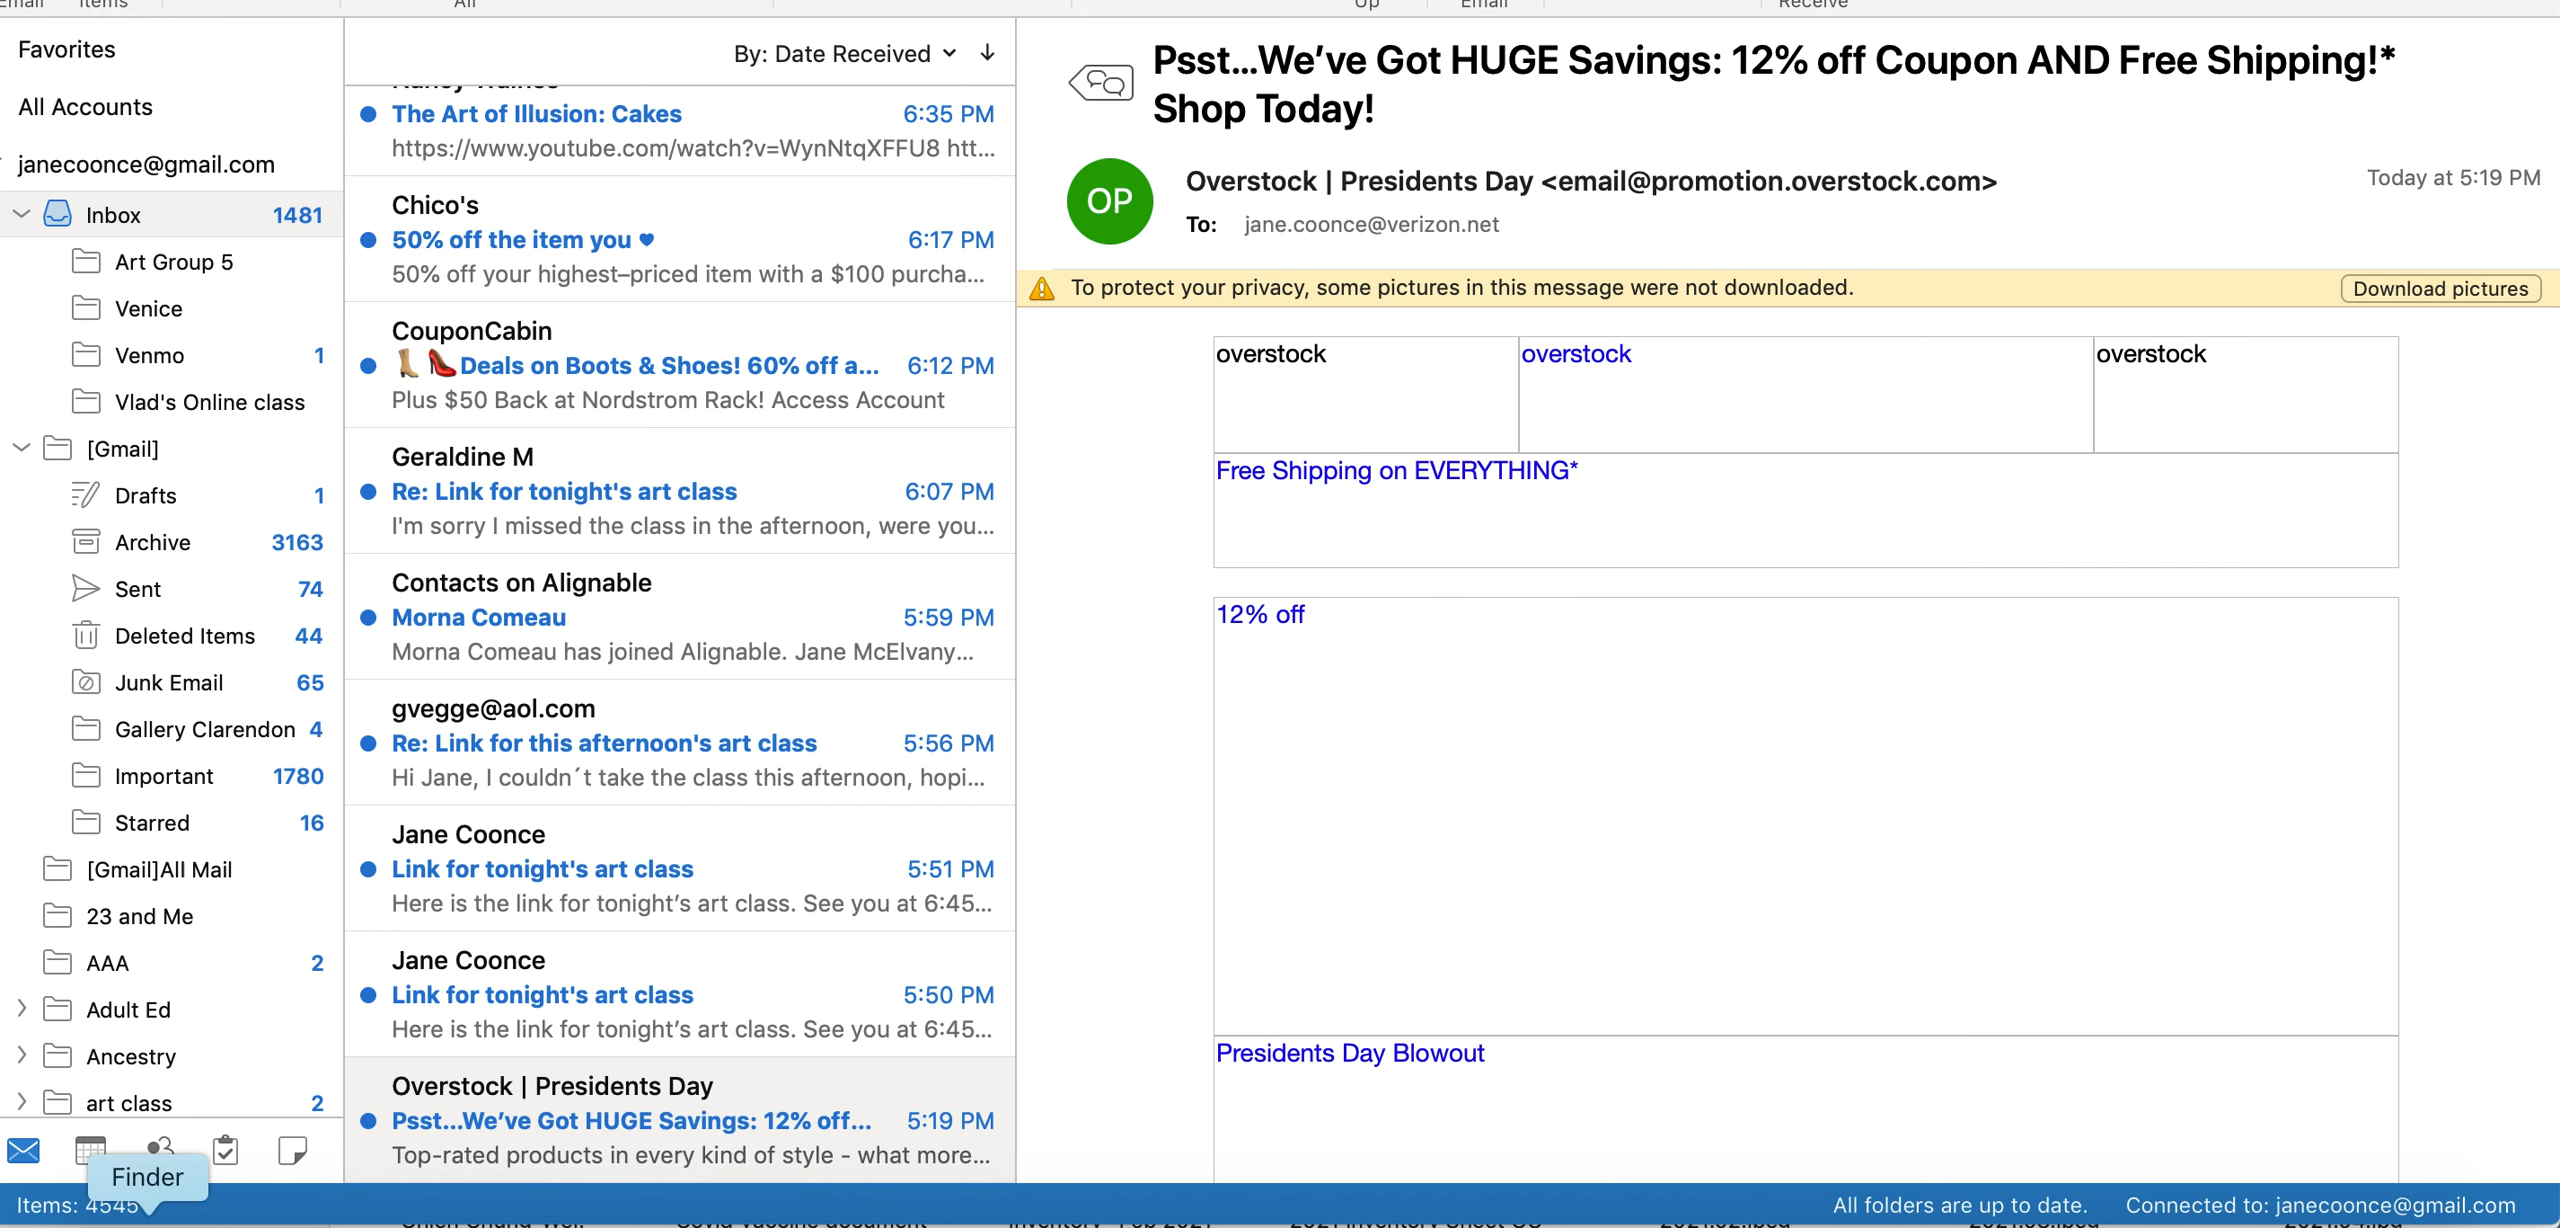 Email Items All Up Email Receive
Favorites
All Accounts
janecoonce@gmail.com
Inbox 1481
Art Group 5
Venice
Venmo 1
Vlad's Online class
[Gmail]
Drafts 1
Archive 3163
Sent 74
Deleted Items 44
Junk Email 65
Gallery Clarendon 4
Important 1780
Starred 16
[Gmail]All Mail
23 and Me
AAA 2
Adult Ed
Ancestry
art class 2
Finder
By: Date Received
The Art of Illusion: Cakes 6:35 PM
https://www.youtube.com/watch?v=WynNtqXFFU8 htt...
Chico's
50% off the item you ♥ 6:17 PM
50% off your highest–priced item with a $100 purcha...
CouponCabin
👢 👠Deals on Boots & Shoes! 60% off a... 6:12 PM
Plus $50 Back at Nordstrom Rack! Access Account
Geraldine M
Re: Link for tonight's art class 6:07 PM
I'm sorry I missed the class in the afternoon, were you...
Contacts on Alignable
Morna Comeau 5:59 PM
Morna Comeau has joined Alignable. Jane McElvany...
gvegge@aol.com
Re: Link for this afternoon's art class 5:56 PM
Hi Jane, I couldn´t take the class this afternoon, hopi...
Jane Coonce
Link for tonight's art class 5:51 PM
Here is the link for tonight’s art class. See you at 6:45...
Jane Coonce
Link for tonight's art class 5:50 PM
Here is the link for tonight’s art class. See you at 6:45...
Overstock | Presidents Day
Psst...We’ve Got HUGE Savings: 12% off... 5:19 PM
Top-rated products in every kind of style - what more...
Psst...We’ve Got HUGE Savings: 12% off Coupon AND Free Shipping!*
Shop Today!
OP
Overstock | Presidents Day <email@promotion.overstock.com>
Today at 5:19 PM
To: jane.coonce@verizon.net
To protect your privacy, some pictures in this message were not downloaded.
Download pictures
overstock overstock overstock
Free Shipping on EVERYTHING*
12% off
Presidents Day Blowout
Items: 4545
All folders are up to date. Connected to: janecoonce@gmail.com